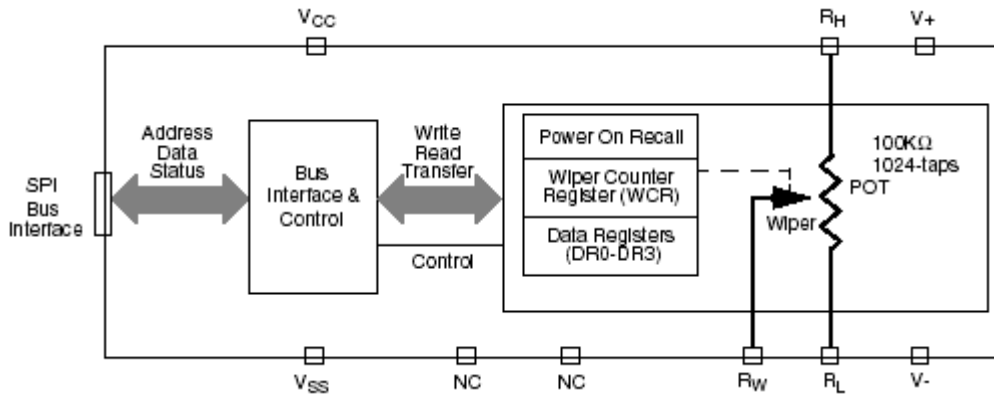 VCC
RH
V+
Address
Data
Status
SPI
Bus
Interface
Bus
Interface &
Control
Write
Read
Transfer
Control
Power On Recall
Wiper Counter
Register (WCR)
Data Registers
(DR0-DR3)
100KΩ
1024-taps
POT
Wiper
VSS
NC
NC
RW
RL
V-